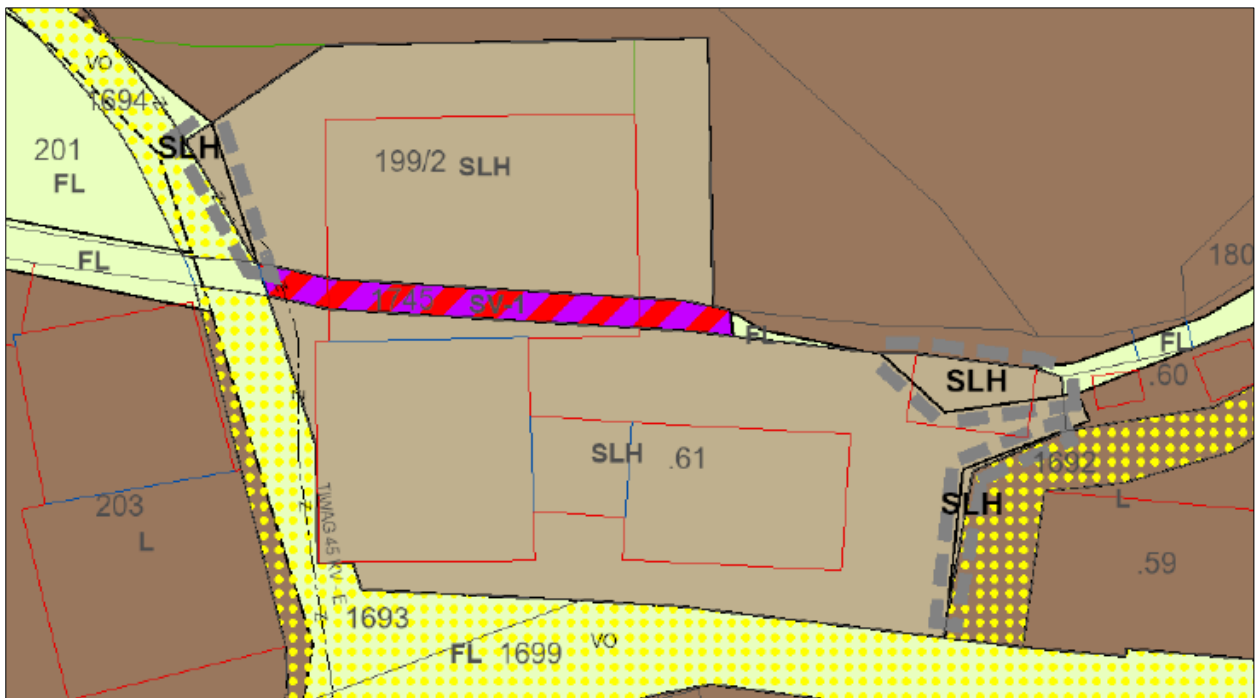 VO
1694
SLH
201
FL
199/2 SLH
180
FL
1745 SV-1
FL
FL
.60
SLH
SLH .61
1692
SLH
L
203
L
TIWAG 45 KV - E
.59
1693
FL 1699
VO